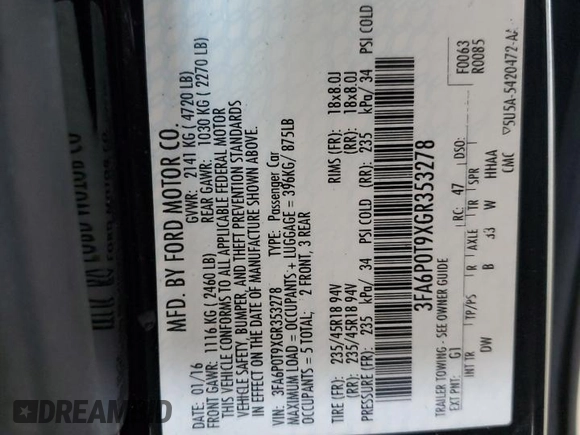 MFD. BY FORD MOTOR CO.
DATE: 01/16 GVWR: 2141 KG ( 4720 LB)
FRONT GAWR: 1116 KG ( 2460 LB) REAR GAWR: 1030 KG ( 2270 LB)
THIS VEHICLE CONFORMS TO ALL APPLICABLE FEDERAL MOTOR
VEHICLE SAFETY, BUMPER, AND THEFT PREVENTION STANDARDS
IN EFFECT ON THE DATE OF MANUFACTURE SHOWN ABOVE.
VEH: 3FA6P0T9XGR353278 TYPE: Passenger Car
MAXIMUM LOAD = OCCUPANTS + LUGGAGE = 396KG/ 875LB
OCCUPANTS = 5 TOTAL; 2 FRONT, 3 REAR
TIRE (FR): 235/45R18 94V RIMS (FR): 18x8.0J
(RR): 235/45R18 94V (RR): 18x8.0J
PRESSURE (FR): 235 kPa/ 34 PSI COLD (RR): 235 kPa/ 34 PSI COLD
3FA6P0T9XGR353278
TRAILER TOWING - SEE OWNER GUIDE F0063
EXT PNT: G1 RC: 47 DSO: R0085
INT TR TP/PS R AXLE TR SPR
DW B 33 W HHAA
CMC ▽5U5A-5420472-AA
DREAMBID